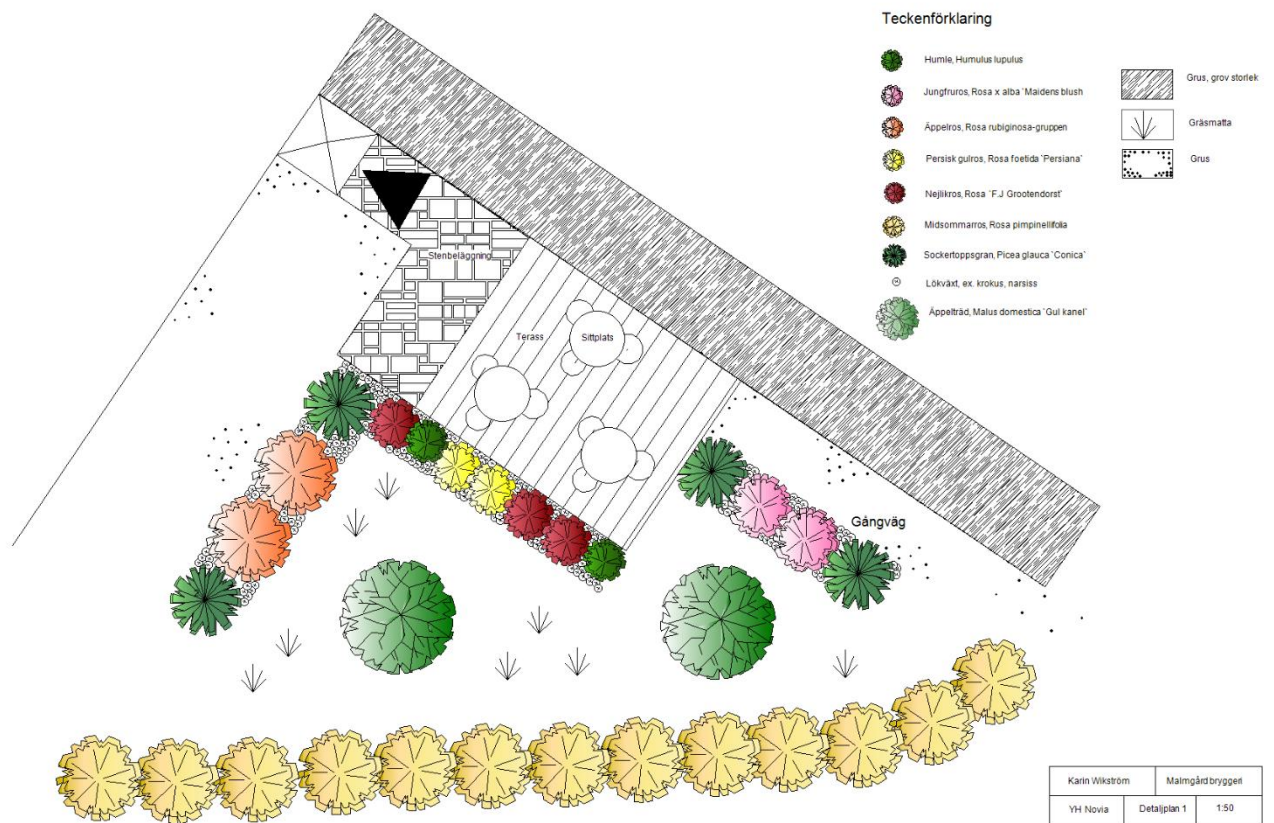 Teckenförklaring
Humle, Humulus lupulus
Jungfruros, Rosa x alba ´Maidens blush
Äppelros, Rosa rubiginosa-gruppen
Persisk gulros, Rosa foetida ´Persiana´
Nejlikros, Rosa ´F.J Grootendorst´
Midsommarros, Rosa pimpinellifolia
Sockertoppsgran, Picea glauca ´Conica´
Lökväxt, ex. krokus, narsiss
Äppelträd, Malus domestica ´Gul kanel´
Grus, grov storlek
Gräsmatta
Grus
Stenbeläggning
Terass
Sittplats
Gångväg
Karin Wikström
Malmgård bryggeri
YH Novia
Detaljplan 1
1:50